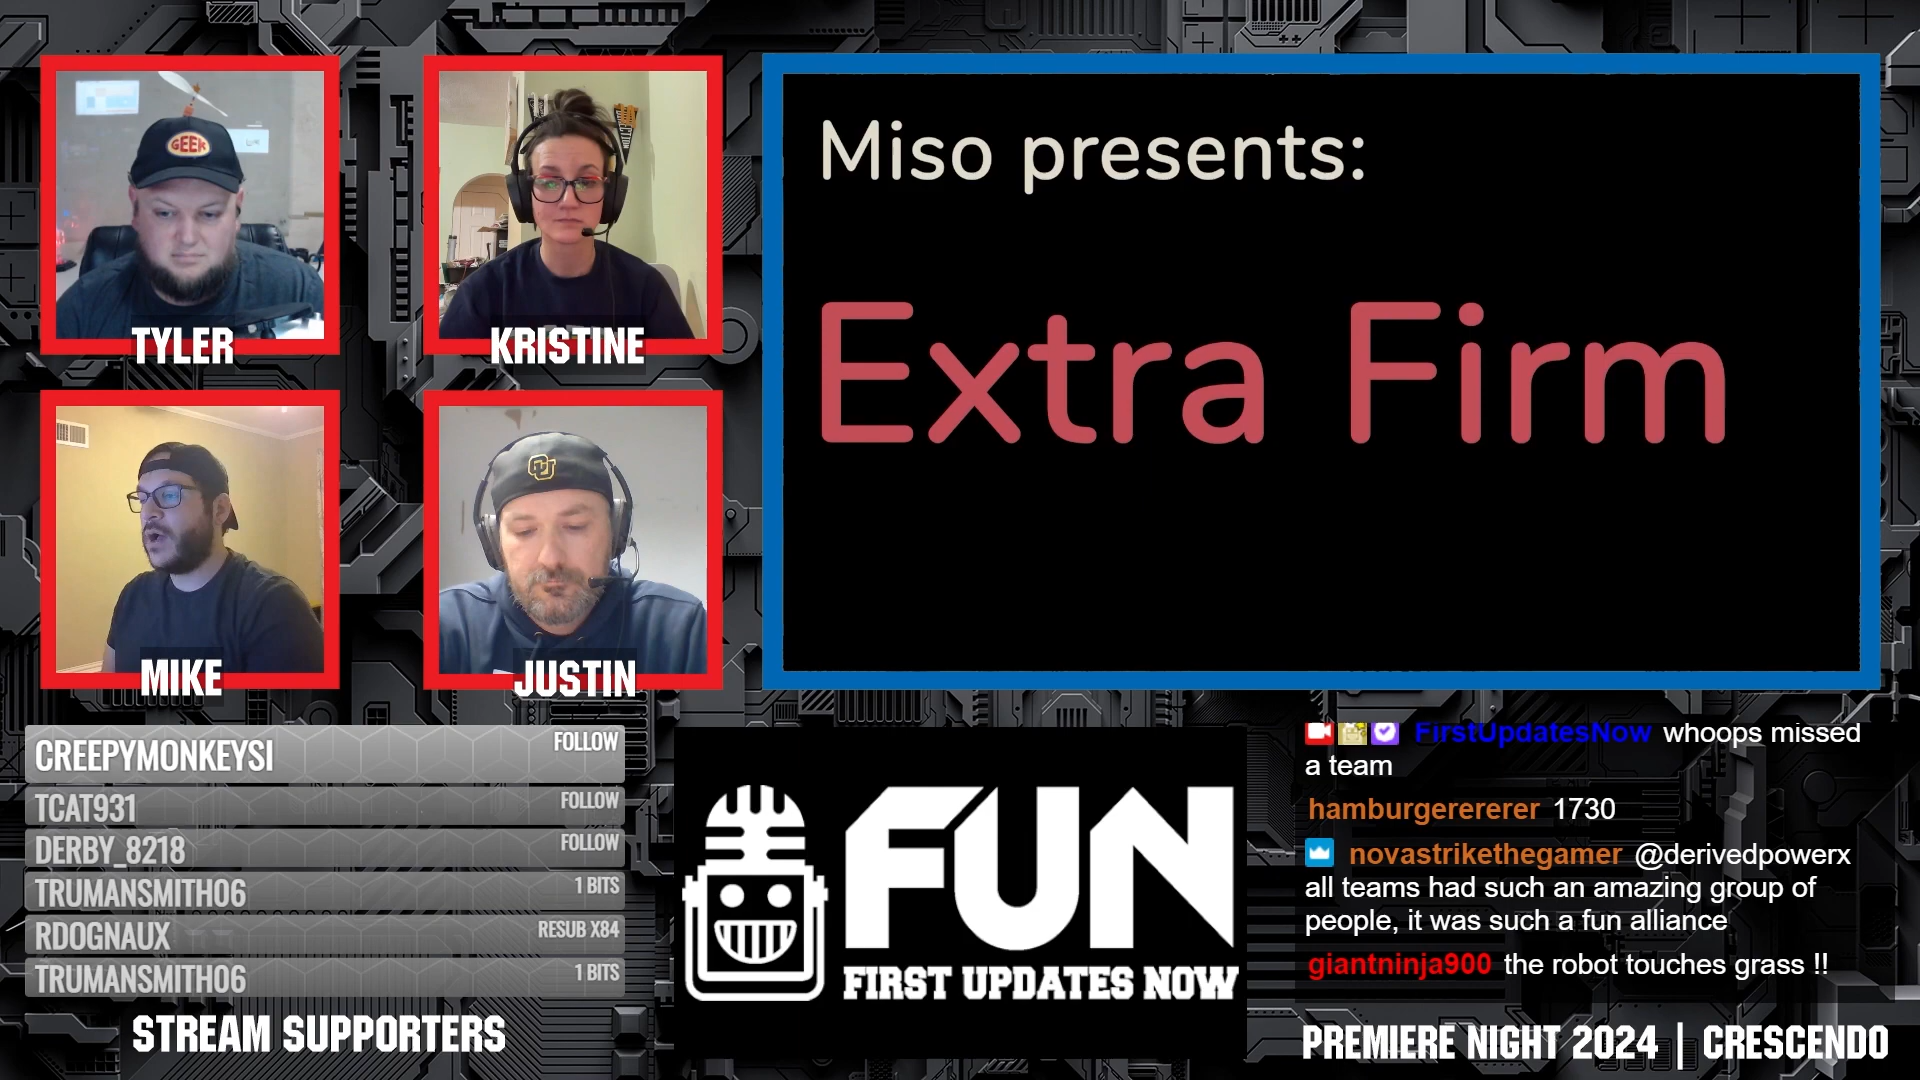 GEEK
TYLER
KRISTINE
CU
MIKE
JUSTIN
Miso presents:
Extra Firm
CREEPYMONKEYSI FOLLOW
TCAT931 FOLLOW
DERBY_8218 FOLLOW
TRUMANSMITH06 1 BITS
RDOGNAUX RESUB X84
TRUMANSMITH06 1 BITS
STREAM SUPPORTERS
FUN
FIRST UPDATES NOW
FirstUpdatesNow whoops missed
a team
hamburgerererer 1730
novastrikethegamer @derivedpowerx
all teams had such an amazing group of
people, it was such a fun alliance
giantninja900 the robot touches grass !!
PREMIERE NIGHT 2024 | CRESCENDO